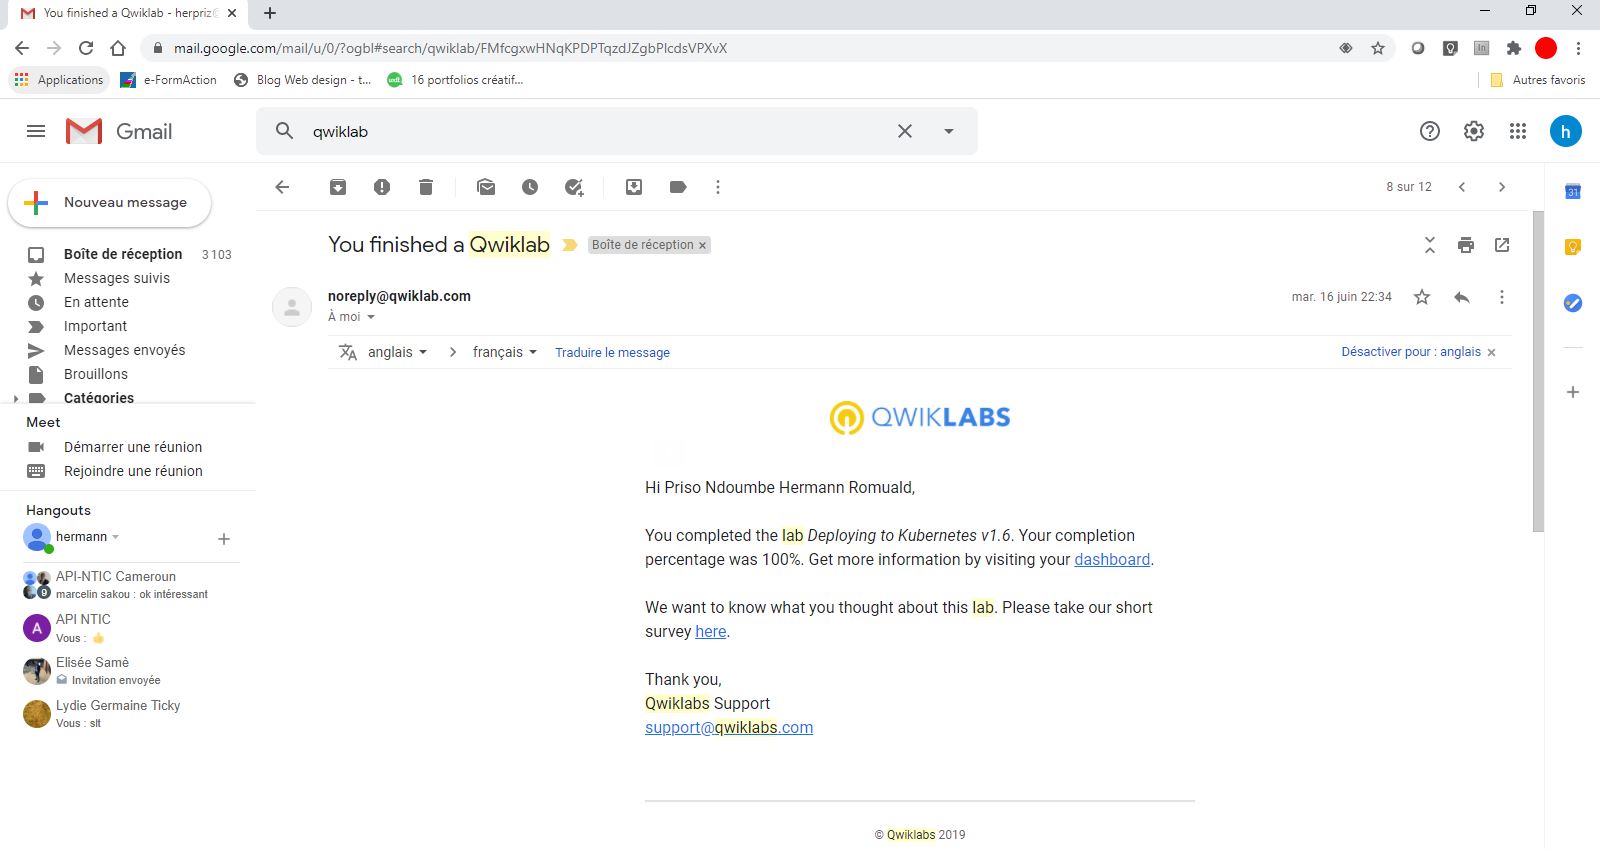 You finished a Qwiklab - herpriz
mail.google.com/mail/u/0/?ogbl#search/qwiklab/FMfcgxwHNqKPDPTqzdJZgbPlcdsVPXvX
Applications e-FormAction Blog Web design - t... 16 portfolios créatif... Autres favoris
Gmail qwiklab h
Nouveau message
8 sur 12
31
You finished a Qwiklab Boîte de réception ×
Boîte de réception 3 103
Messages suivis
En attente
Important
Messages envoyés
Brouillons
Catégories
Meet
Démarrer une réunion
Rejoindre une réunion
Hangouts
hermann
API-NTIC Cameroun
9 marcelin sakou : ok intéressant
A API NTIC
Vous : 👍
Elisée Samè
Invitation envoyée
Lydie Germaine Ticky
Vous : slt
noreply@qwiklab.com mar. 16 juin 22:34
À moi
anglais > français Traduire le message Désactiver pour : anglais ×
QWIKLABS
Hi Priso Ndoumbe Hermann Romuald,
You completed the lab Deploying to Kubernetes v1.6. Your completion
percentage was 100%. Get more information by visiting your dashboard.
We want to know what you thought about this lab. Please take our short
survey here.
Thank you,
Qwiklabs Support
support@qwiklabs.com
© Qwiklabs 2019